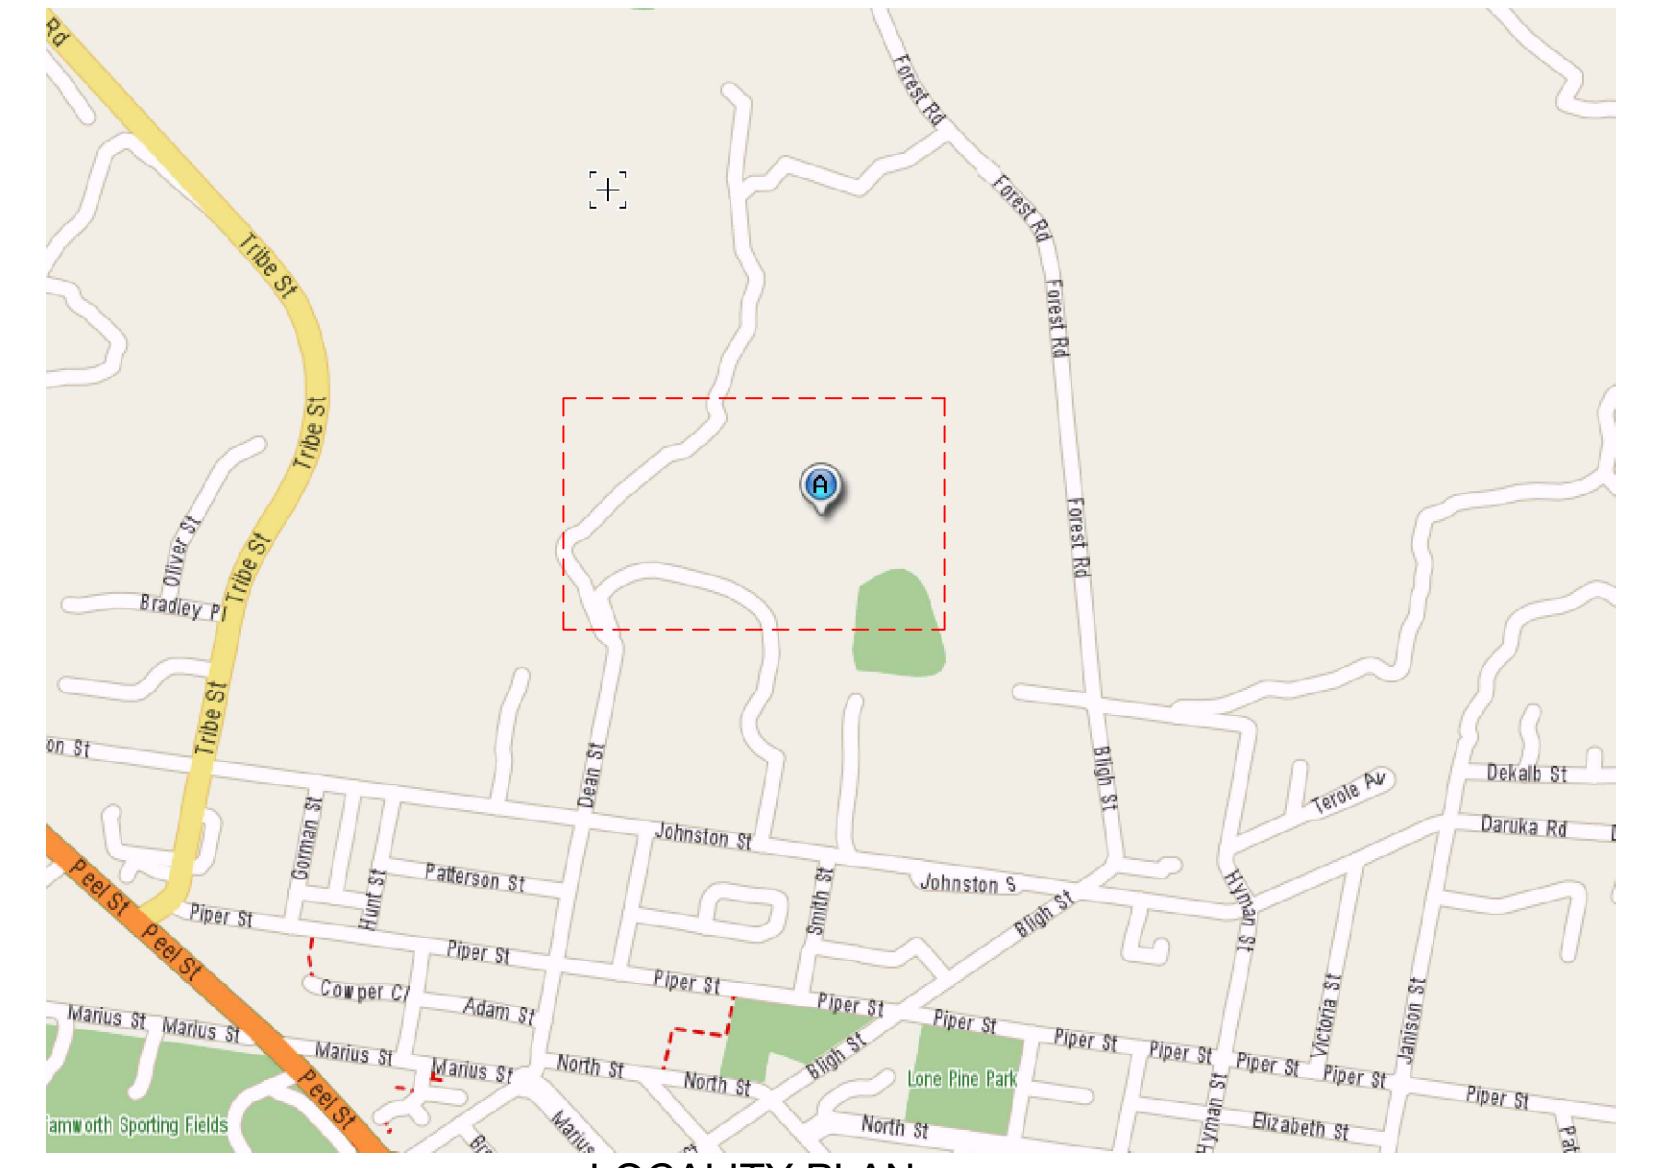 Rd
Forest Rd
Forest Rd
Tribe St
Forest Rd
Tribe St
A
Oliver St
Forest Rd
Tribe St
Bradley Pl
Tribe St
on St
Dean St
Bligh St
Dekalb St
Terole Av
Gorman St
Johnston St
Daruka Rd
Peel St
Hunt St
Patterson St
Smith St
Johnston S
Hyman St
Piper St
Bligh St
Peel St
Piper St
Piper St
Cowper C
Piper St
Adam St
Piper St
Victoria St
Janison St
Marius St
Marius St
Marius St
Piper St
Piper St
Bligh St
Piper St
Piper St
Marius St
North St
North St
Lone Pine Park
Peel St
Hyman St
Piper St
amworth Sporting Fields
Marius
North St
Elizabeth St
Pat
LOCALITY PLAN